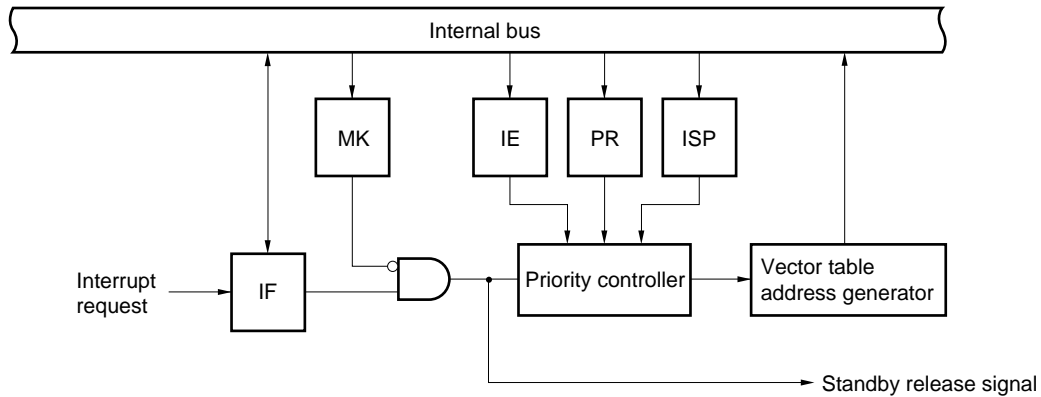 Internal bus
MK
IE
PR
ISP
Interrupt
request
IF
Priority controller
Vector table
address generator
Standby release signal